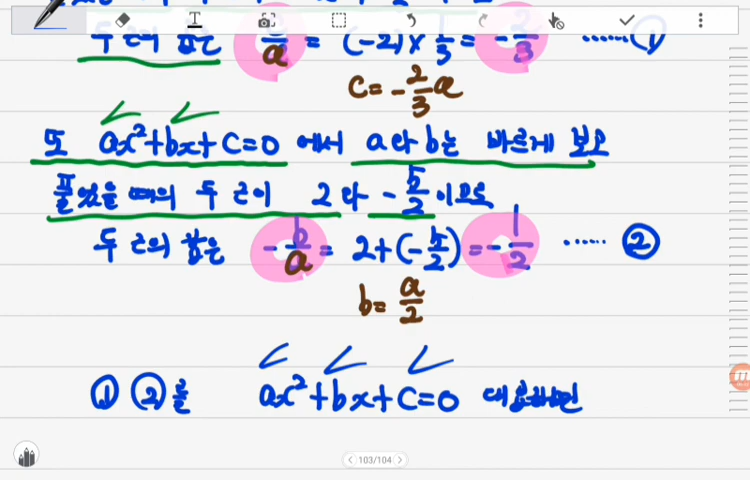 두 근의 곱은 c/a = (-2) × 1/3 = -2/3 ...... ①
c = -2/3 a
또 ax²+bx+c=0 에서 a와 b는 바르게 보고
풀었을 때의 두 근이 2와 -5/2 이므로
두 근의 합은 -b/a = 2+(-5/2) = -1/2 ...... ②
b = a/2
① ②를 ax²+bx+c=0 대입하면
103/104